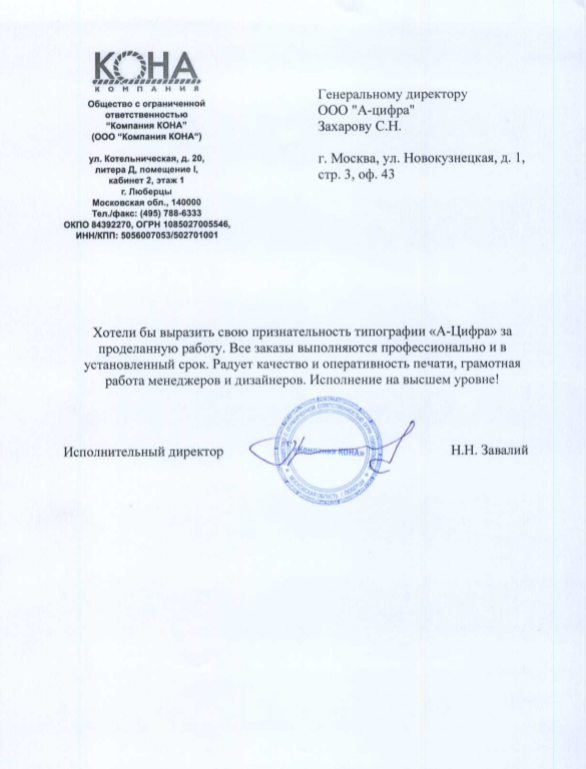 КОНА
КОМПАНИЯ
Общество с ограниченной
ответственностью
"Компания КОНА"
(ООО "Компания КОНА")
ул. Котельническая, д. 20,
литера Д, помещение I,
кабинет 2, этаж 1
г. Люберцы
Московская обл., 140000
Тел./факс: (495) 788-6333
ОКПО 84392270, ОГРН 1085027005546,
ИНН/КПП: 5056007053/502701001
Генеральному директору
ООО "А-цифра"
Захарову С.Н.
г. Москва, ул. Новокузнецкая, д. 1,
стр. 3, оф. 43
Хотели бы выразить свою признательность типографии «А-Цифра» за
проделанную работу. Все заказы выполняются профессионально и в
установленный срок. Радует качество и оперативность печати, грамотная
работа менеджеров и дизайнеров. Исполнение на высшем уровне!
Исполнительный директор
«Компания КОНА»
Н.Н. Завалий